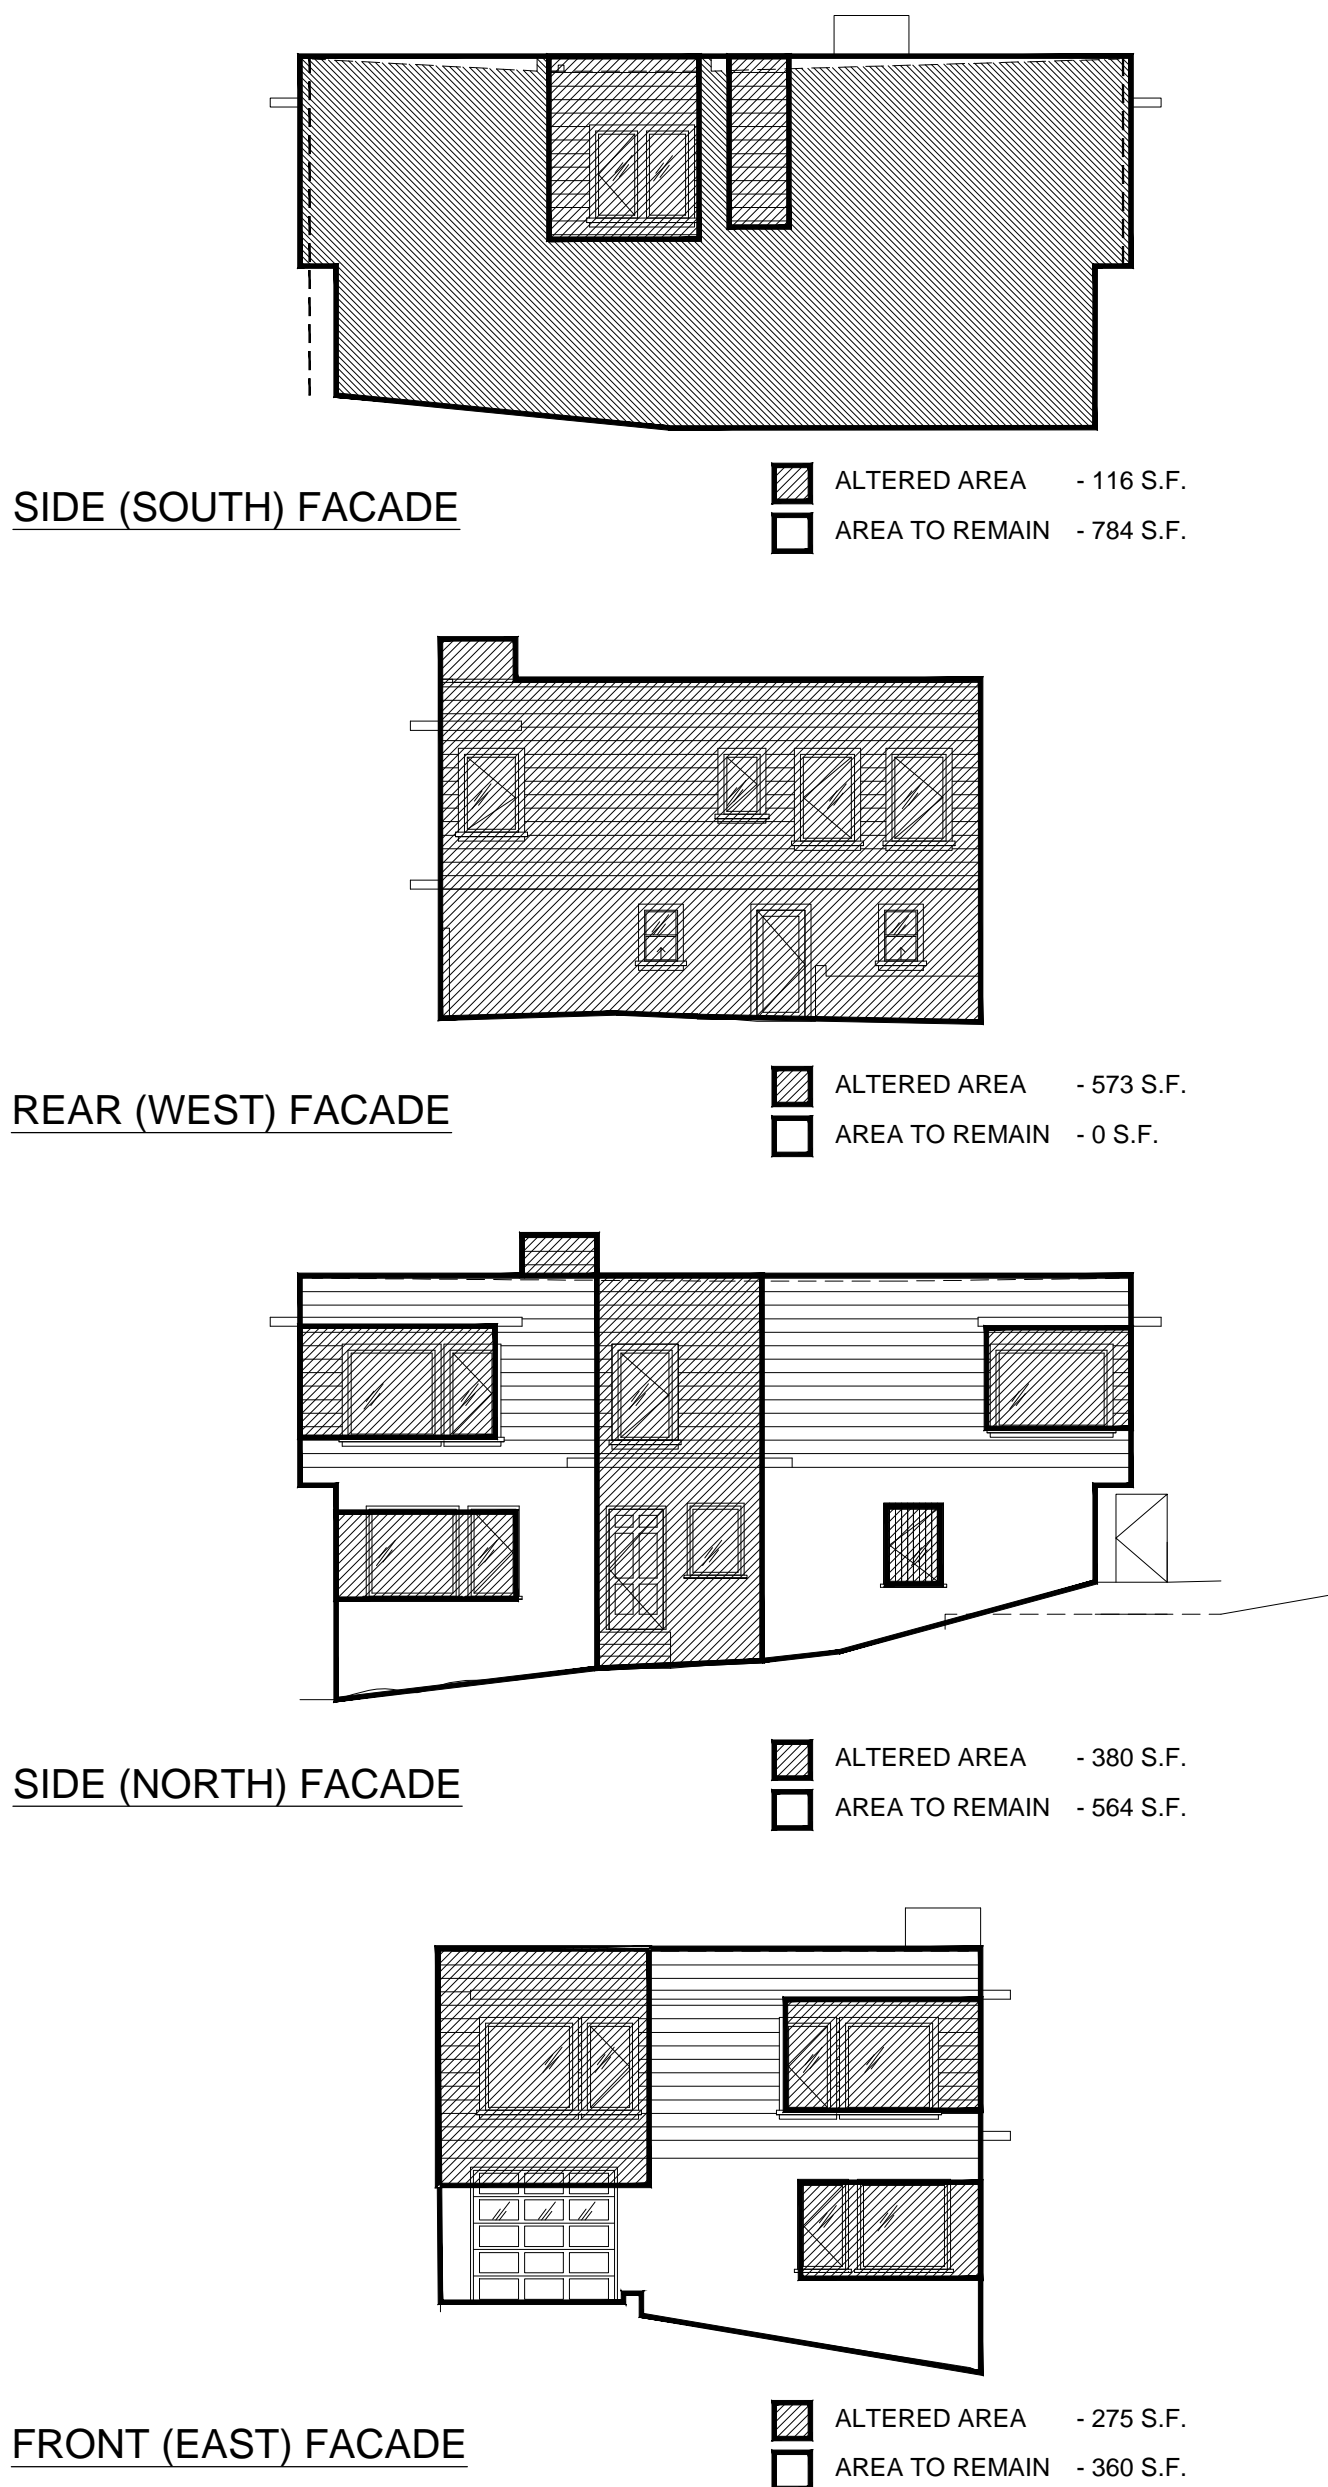 ALTERED AREA - 116 S.F.
SIDE (SOUTH) FACADE
AREA TO REMAIN - 784 S.F.
ALTERED AREA - 573 S.F.
REAR (WEST) FACADE
AREA TO REMAIN - 0 S.F.
ALTERED AREA - 380 S.F.
SIDE (NORTH) FACADE
AREA TO REMAIN - 564 S.F.
ALTERED AREA - 275 S.F.
FRONT (EAST) FACADE
AREA TO REMAIN - 360 S.F.